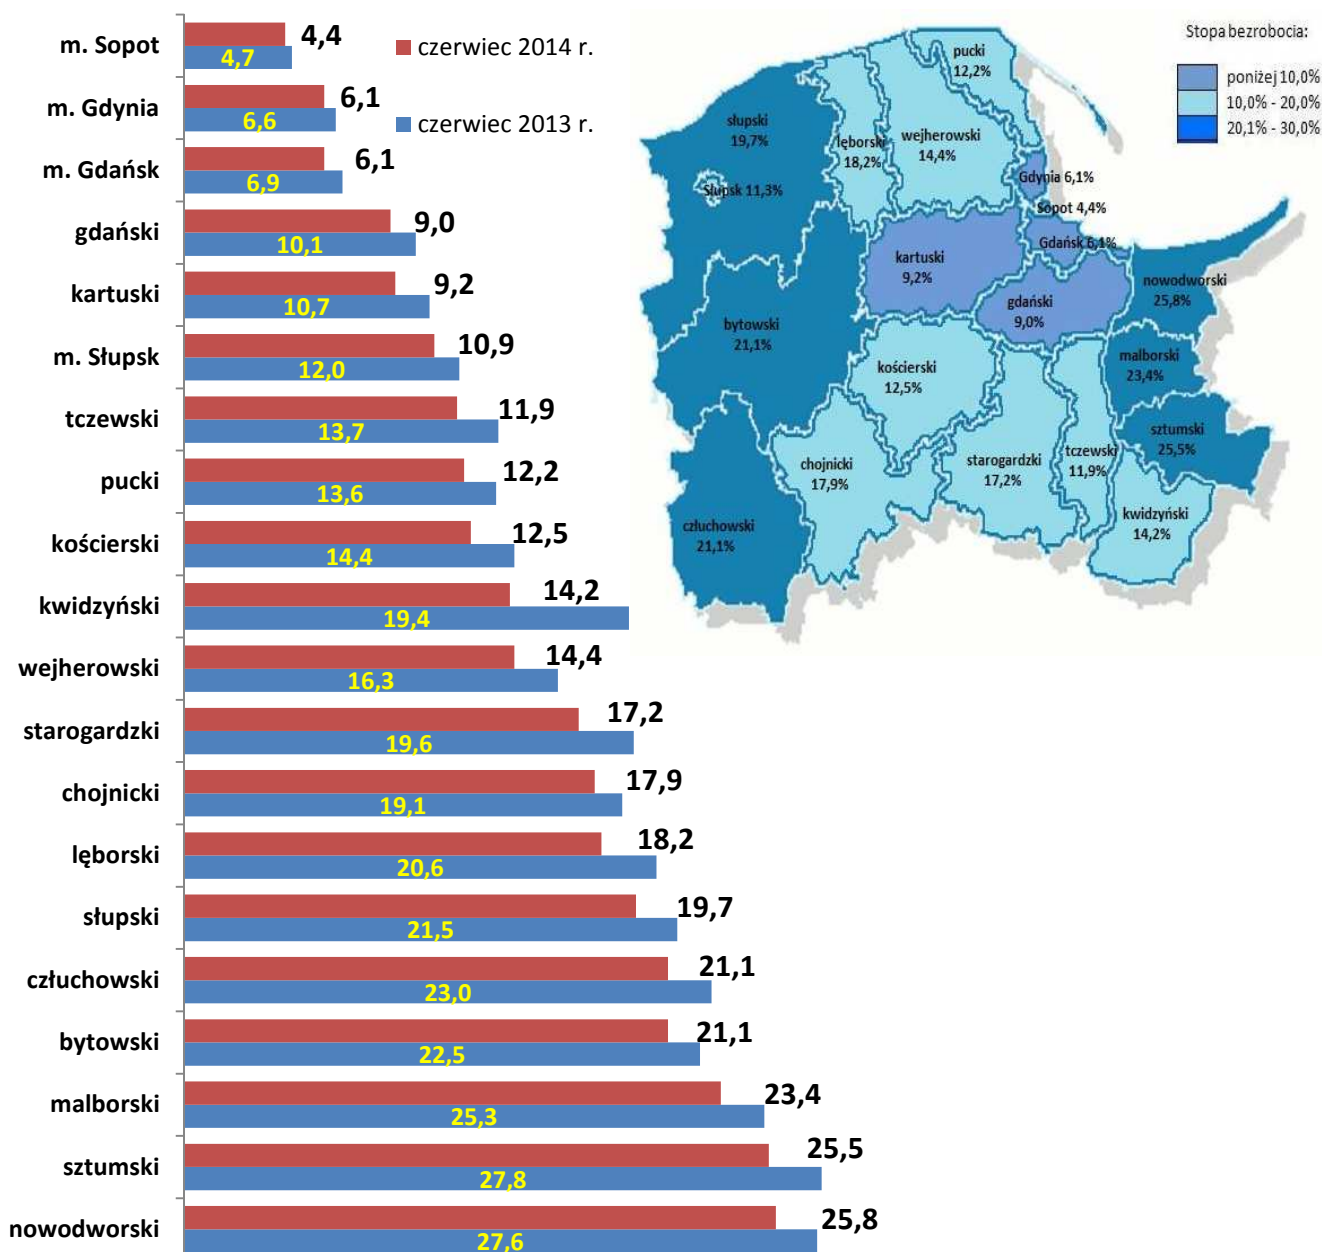 m. Sopot 4,4 4,7
czerwiec 2014 r.
m. Gdynia 6,1 6,6
czerwiec 2013 r.
m. Gdańsk 6,1 6,9
gdański 9,0 10,1
kartuski 9,2 10,7
m. Słupsk 10,9 12,0
tczewski 11,9 13,7
pucki 12,2 13,6
kościerski 12,5 14,4
kwidzyński 14,2 19,4
wejherowski 14,4 16,3
starogardzki 17,2 19,6
chojnicki 17,9 19,1
lęborski 18,2 20,6
słupski 19,7 21,5
człuchowski 21,1 23,0
bytowski 21,1 22,5
malborski 23,4 25,3
sztumski 25,5 27,8
nowodworski 25,8 27,6
Stopa bezrobocia:
poniżej 10,0%
10,0% - 20,0%
20,1% - 30,0%
pucki
12,2%
słupski
19,7%
lęborski
18,2%
wejherowski
14,4%
Słupsk 11,3%
Gdynia 6,1%
Sopot 4,4%
Gdańsk 6,1%
kartuski
9,2%
gdański
9,0%
nowodworski
25,8%
bytowski
21,1%
kościerski
12,5%
malborski
23,4%
sztumski
25,5%
chojnicki
17,9%
starogardzki
17,2%
tczewski
11,9%
kwidzyński
14,2%
człuchowski
21,1%